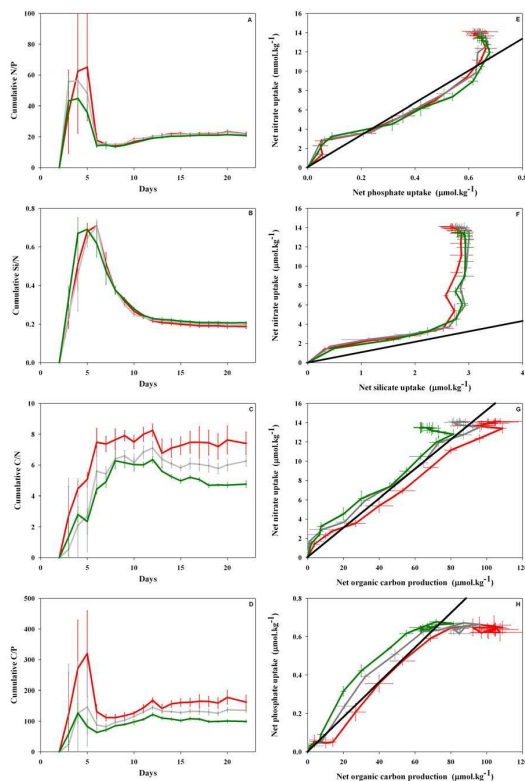 A
Cumulative N/P
100
80
60
40
20
0
0 5 10 15 20
Days
E
Net nitrate uptake (mmol.kg⁻¹)
16
14
12
10
8
6
4
2
0
0.0 0.2 0.4 0.6 0.8
Net phosphate uptake (µmol.kg⁻¹)
B
Cumulative Si/N
0.8
0.6
0.4
0.2
0.0
0 5 10 15 20
Days
F
Net nitrate uptake (µmol.kg⁻¹)
16
14
12
10
8
6
4
2
0
0 1 2 3 4
Net silicate uptake (µmol.kg⁻¹)
C
Cumulative C/N
10
8
6
4
2
0
0 5 10 15 20
Days
G
Net nitrate uptake (µmol.kg⁻¹)
16
14
12
10
8
6
4
2
0
0 20 40 60 80 100 120
Net organic carbon production (µmol.kg⁻¹)
D
Cumulative C/P
500
400
300
200
100
0
0 5 10 15 20
Days
H
Net phosphate uptake (µmol.kg⁻¹)
0.8
0.6
0.4
0.2
0.0
0 20 40 60 80 100 120
Net organic carbon production (µmol.kg⁻¹)